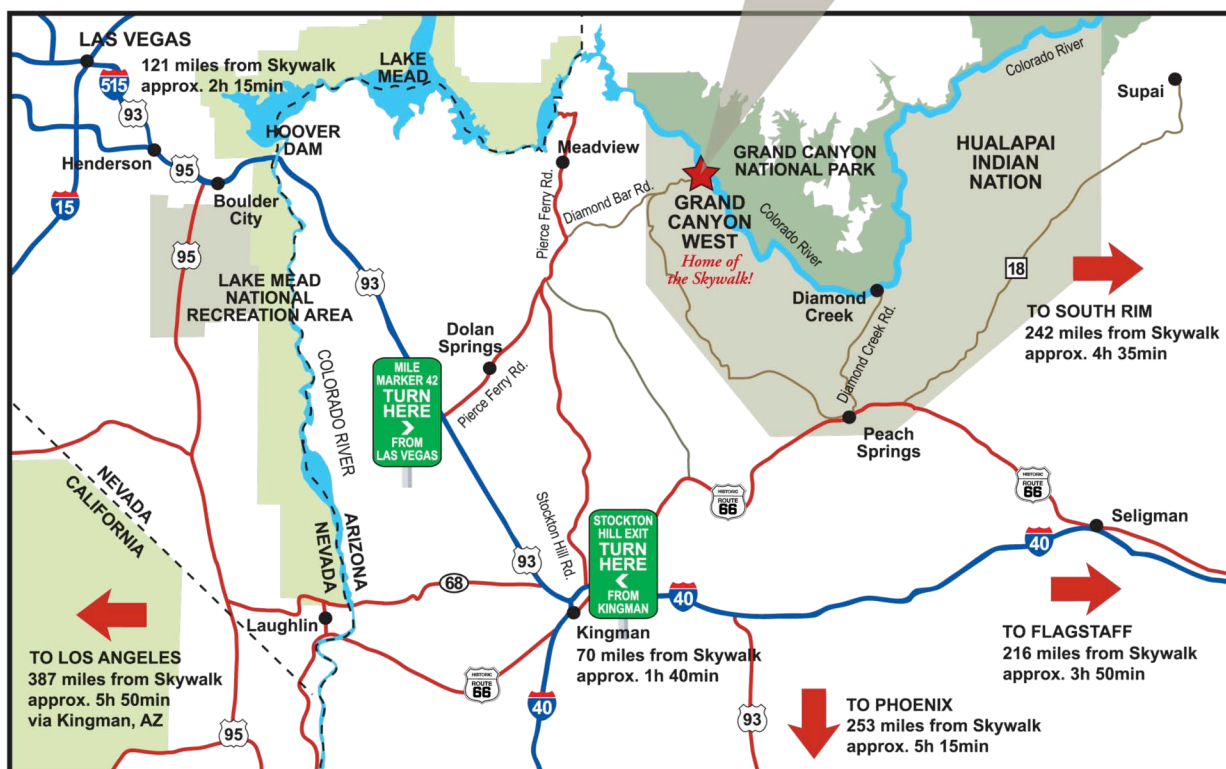 LAS VEGAS
121 miles from Skywalk
approx. 2h 15min
515
93
Henderson
95
15
Boulder
City
HOOVER
DAM
LAKE
MEAD
95
LAKE MEAD
NATIONAL
RECREATION AREA
93
COLORADO RIVER
Meadview
Pierce Ferry Rd.
Diamond Bar Rd.
GRAND CANYON
NATIONAL PARK
GRAND
CANYON
WEST
Home of
the Skywalk!
Colorado River
Colorado River
Supai
HUALAPAI
INDIAN
NATION
18
Diamond
Creek
Diamond Creek Rd.
TO SOUTH RIM
242 miles from Skywalk
approx. 4h 35min
Dolan
Springs
Pierce Ferry Rd.
MILE
MARKER 42
TURN
HERE
>
FROM
LAS VEGAS
Peach
Springs
HISTORIC
ROUTE
66
HISTORIC
ROUTE
66
Seligman
40
NEVADA
CALIFORNIA
ARIZONA
NEVADA
Stockton
Hill Rd.
93
STOCKTON
HILL EXIT
TURN
HERE
<
FROM
KINGMAN
40
68
Laughlin
Kingman
70 miles from Skywalk
approx. 1h 40min
HISTORIC
ROUTE
66
40
TO LOS ANGELES
387 miles from Skywalk
approx. 5h 50min
via Kingman, AZ
95
TO FLAGSTAFF
216 miles from Skywalk
approx. 3h 50min
93
TO PHOENIX
253 miles from Skywalk
approx. 5h 15min